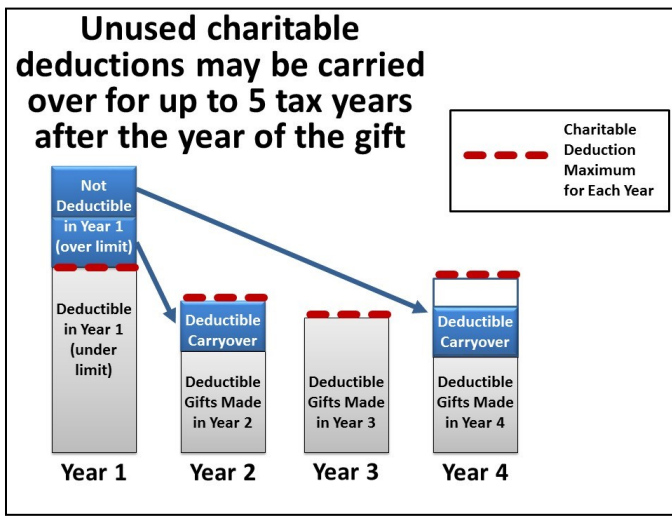 Unused charitable
deductions may be carried
over for up to 5 tax years
after the year of the gift
Charitable
Deduction
Maximum
for Each Year
Not
Deductible
in Year 1
(over limit)
Deductible
in Year 1
(under
limit)
Deductible
Carryover
Deductible
Gifts Made
in Year 2
Deductible
Gifts Made
in Year 3
Deductible
Carryover
Deductible
Gifts Made
in Year 4
Year 1
Year 2
Year 3
Year 4